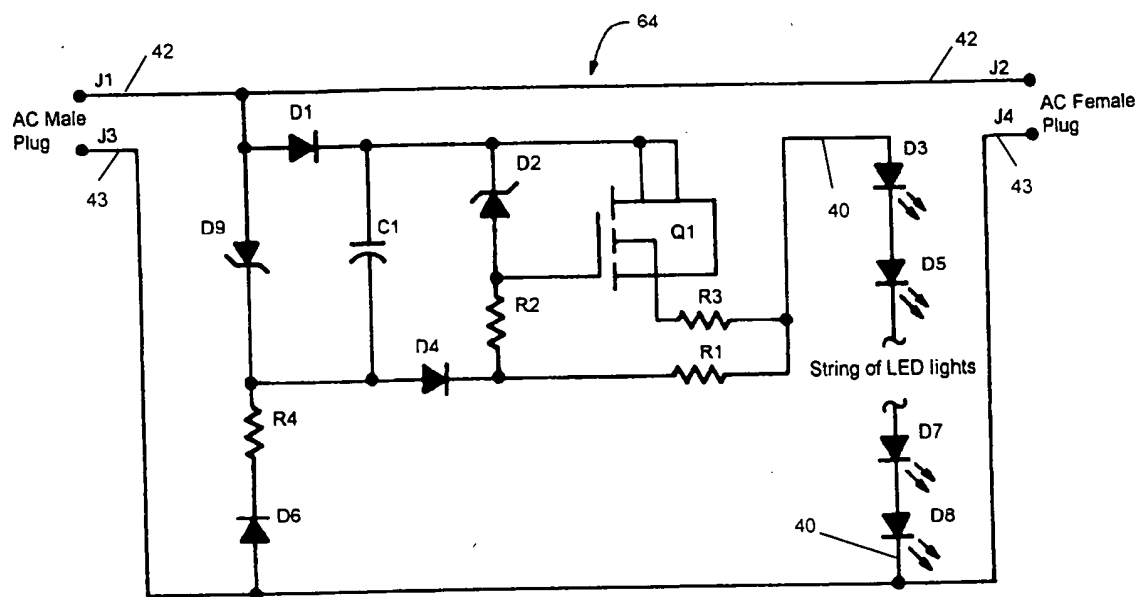 64
42
42
J1
J2
AC Male
Plug
AC Female
Plug
J3
J4
43
43
D1
D2
D3
40
D9
C1
Q1
D5
R2
R3
D4
R1
String of LED lights
R4
D7
D6
40
D8